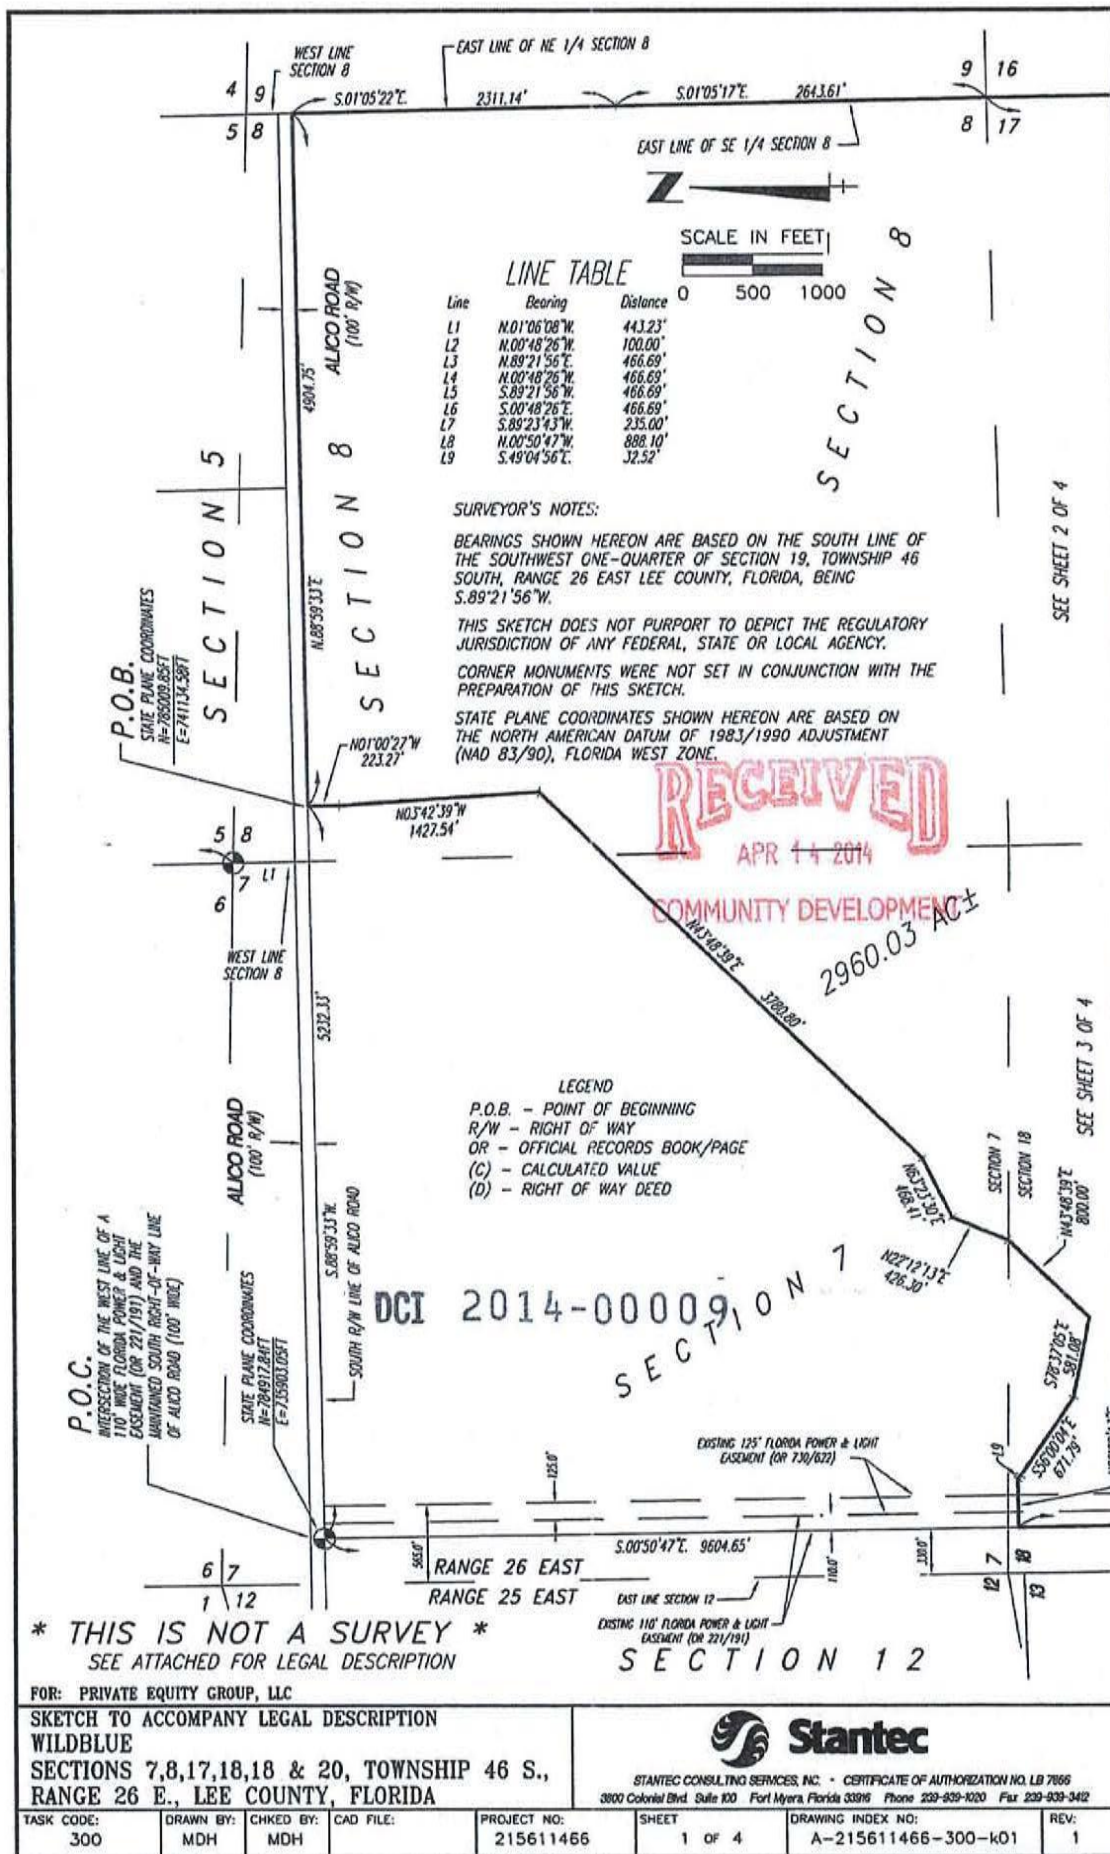 WEST LINE
SECTION 8
EAST LINE OF NE 1/4 SECTION 8
4 9
5 8
S.01°05'22"E. 2311.14'
S.01°05'17"E. 2643.61'
9 16
8 17
EAST LINE OF SE 1/4 SECTION 8
Z
SCALE IN FEET
0 500 1000
LINE TABLE
Line Bearing Distance
L1 N.01°06'08"W. 443.23'
L2 N.00°48'26"W. 100.00'
L3 N.89°21'56"E. 466.69'
L4 N.00°48'26"W. 466.69'
L5 S.89°21'56"W. 466.69'
L6 S.00°48'26"E. 466.69'
L7 S.89°23'43"W. 235.00'
L8 N.00°50'47"W. 888.10'
L9 S.49°04'56"E. 32.52'
ALICO ROAD
(100' R/W)
4904.75'
N.88°59'33"E
SECTION 5
SECTION 8
SECTION 8
SEE SHEET 2 OF 4
SURVEYOR'S NOTES:
BEARINGS SHOWN HEREON ARE BASED ON THE SOUTH LINE OF
THE SOUTHWEST ONE-QUARTER OF SECTION 19, TOWNSHIP 46
SOUTH, RANGE 26 EAST LEE COUNTY, FLORIDA, BEING
S.89°21'56"W.
THIS SKETCH DOES NOT PURPORT TO DEPICT THE REGULATORY
JURISDICTION OF ANY FEDERAL, STATE OR LOCAL AGENCY.
CORNER MONUMENTS WERE NOT SET IN CONJUNCTION WITH THE
PREPARATION OF THIS SKETCH.
STATE PLANE COORDINATES SHOWN HEREON ARE BASED ON
THE NORTH AMERICAN DATUM OF 1983/1990 ADJUSTMENT
(NAD 83/90), FLORIDA WEST ZONE.
P.O.B.
STATE PLANE COORDINATES
N=785009.85FT
E=741134.58FT
N01°00'27"W
223.27'
N03°42'39"W
1427.54'
RECEIVED
APR 14 2014
COMMUNITY DEVELOPMENT
2960.03 AC±
5 8
6 7
L1
WEST LINE
SECTION 8
N43°48'39"E
3780.80'
5232.33'
ALICO ROAD
(100' R/W)
LEGEND
P.O.B. - POINT OF BEGINNING
R/W - RIGHT OF WAY
OR - OFFICIAL RECORDS BOOK/PAGE
(C) - CALCULATED VALUE
(D) - RIGHT OF WAY DEED
SEE SHEET 3 OF 4
SECTION 7
SECTION 18
N63°23'30"E
468.41'
N22°12'13"E
426.30'
N43°48'39"E
800.00'
S78°37'05"E
581.08'
S56°00'04"E
671.79'
L9
P.O.C.
INTERSECTION OF THE WEST LINE OF A
110' WIDE FLORIDA POWER & LIGHT
EASEMENT (OR 221/191) AND THE
MAINTAINED SOUTH RIGHT-OF-WAY LINE
OF ALICO ROAD (100' WIDE)
STATE PLANE COORDINATES
N=784917.84FT
E=735903.05FT
S.88°59'33"W.
SOUTH R/W LINE OF ALICO ROAD
DCI 2014-00009
SECTION 7
EXISTING 125' FLORIDA POWER & LIGHT
EASEMENT (OR 730/622)
125.0'
565.0'
S.00°50'47"E. 9604.65'
110.0'
330.0'
RANGE 26 EAST
RANGE 25 EAST
EAST LINE SECTION 12
EXISTING 110' FLORIDA POWER & LIGHT
EASEMENT (OR 221/191)
6 7
1 12
7 18
12 13
SECTION 12
* THIS IS NOT A SURVEY *
SEE ATTACHED FOR LEGAL DESCRIPTION
FOR: PRIVATE EQUITY GROUP, LLC
SKETCH TO ACCOMPANY LEGAL DESCRIPTION
WILDBLUE
SECTIONS 7,8,17,18,18 & 20, TOWNSHIP 46 S.,
RANGE 26 E., LEE COUNTY, FLORIDA
Stantec
STANTEC CONSULTING SERVICES, INC. • CERTIFICATE OF AUTHORIZATION NO. LB 7866
3800 Colonial Blvd. Suite 100 Fort Myers, Florida 33966 Phone 239-939-1020 Fax 239-939-3412
TASK CODE: DRAWN BY: CHKED BY: CAD FILE: PROJECT NO: SHEET DRAWING INDEX NO: REV:
300 MDH MDH 215611466 1 OF 4 A-215611466-300-k01 1